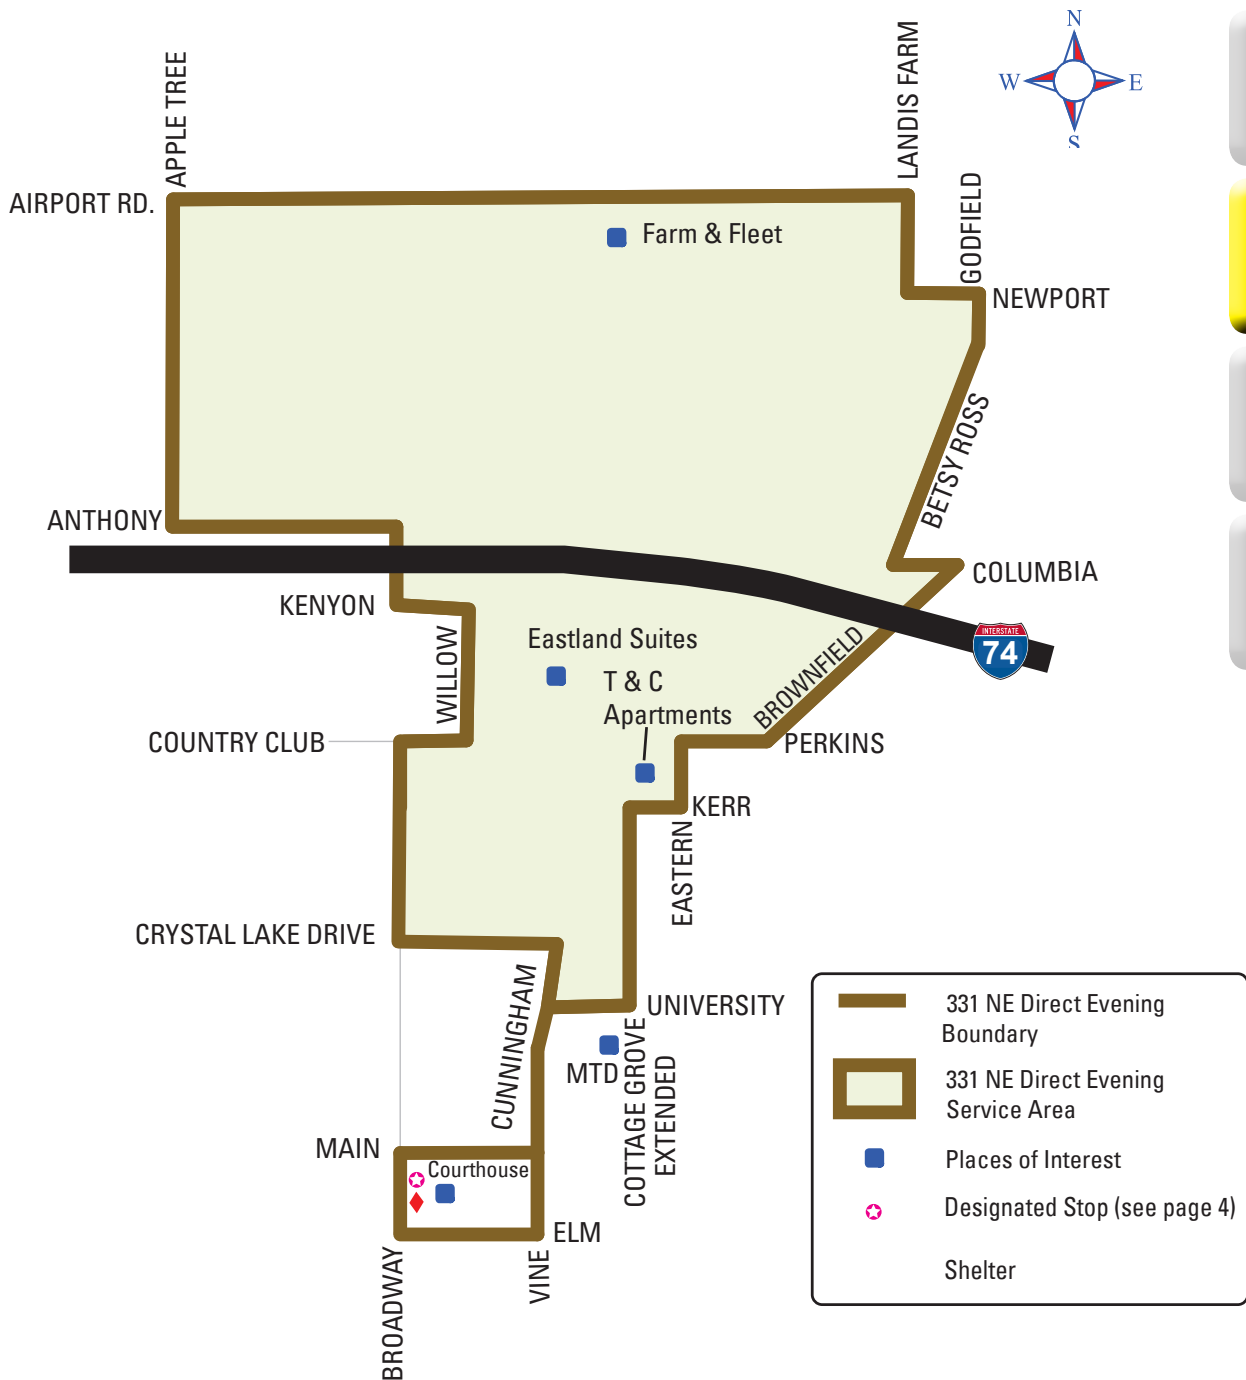 N
W
E
S
APPLE TREE
LANDIS FARM
GODFIELD
AIRPORT RD.
Farm & Fleet
NEWPORT
BETSY ROSS
ANTHONY
COLUMBIA
KENYON
INTERSTATE
74
WILLOW
Eastland Suites
T & C
Apartments
BROWNFIELD
COUNTRY CLUB
PERKINS
KERR
EASTERN
CRYSTAL LAKE DRIVE
CUNNINGHAM
UNIVERSITY
MTD
COTTAGE GROVE
EXTENDED
MAIN
Courthouse
ELM
BROADWAY
VINE
331 NE Direct Evening
Boundary
331 NE Direct Evening
Service Area
Places of Interest
Designated Stop (see page 4)
Shelter